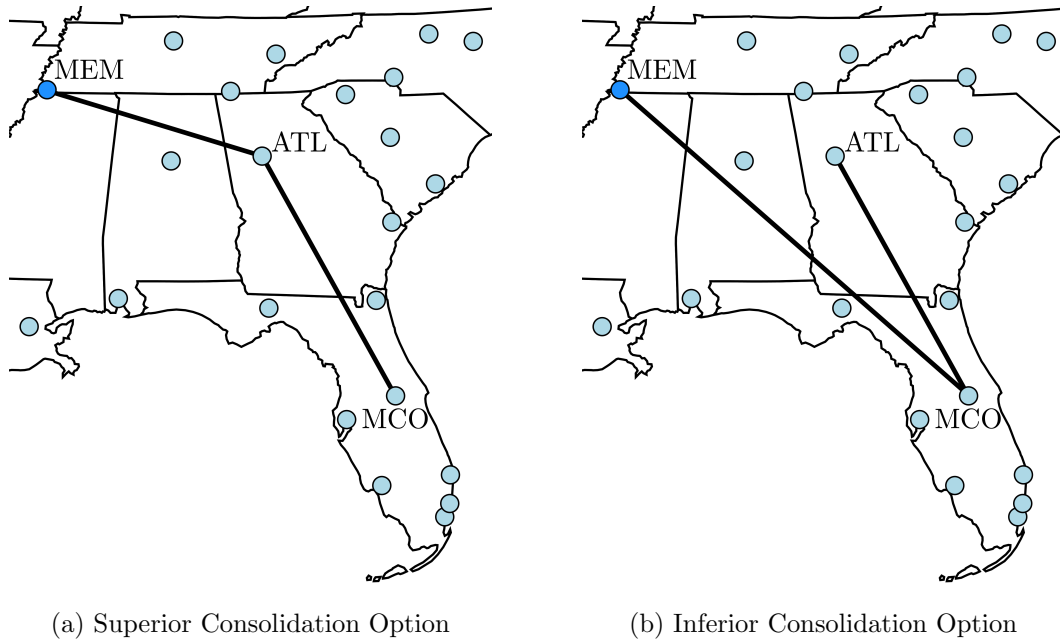 MEM
ATL
MCO
(a) Superior Consolidation Option
MEM
ATL
MCO
(b) Inferior Consolidation Option